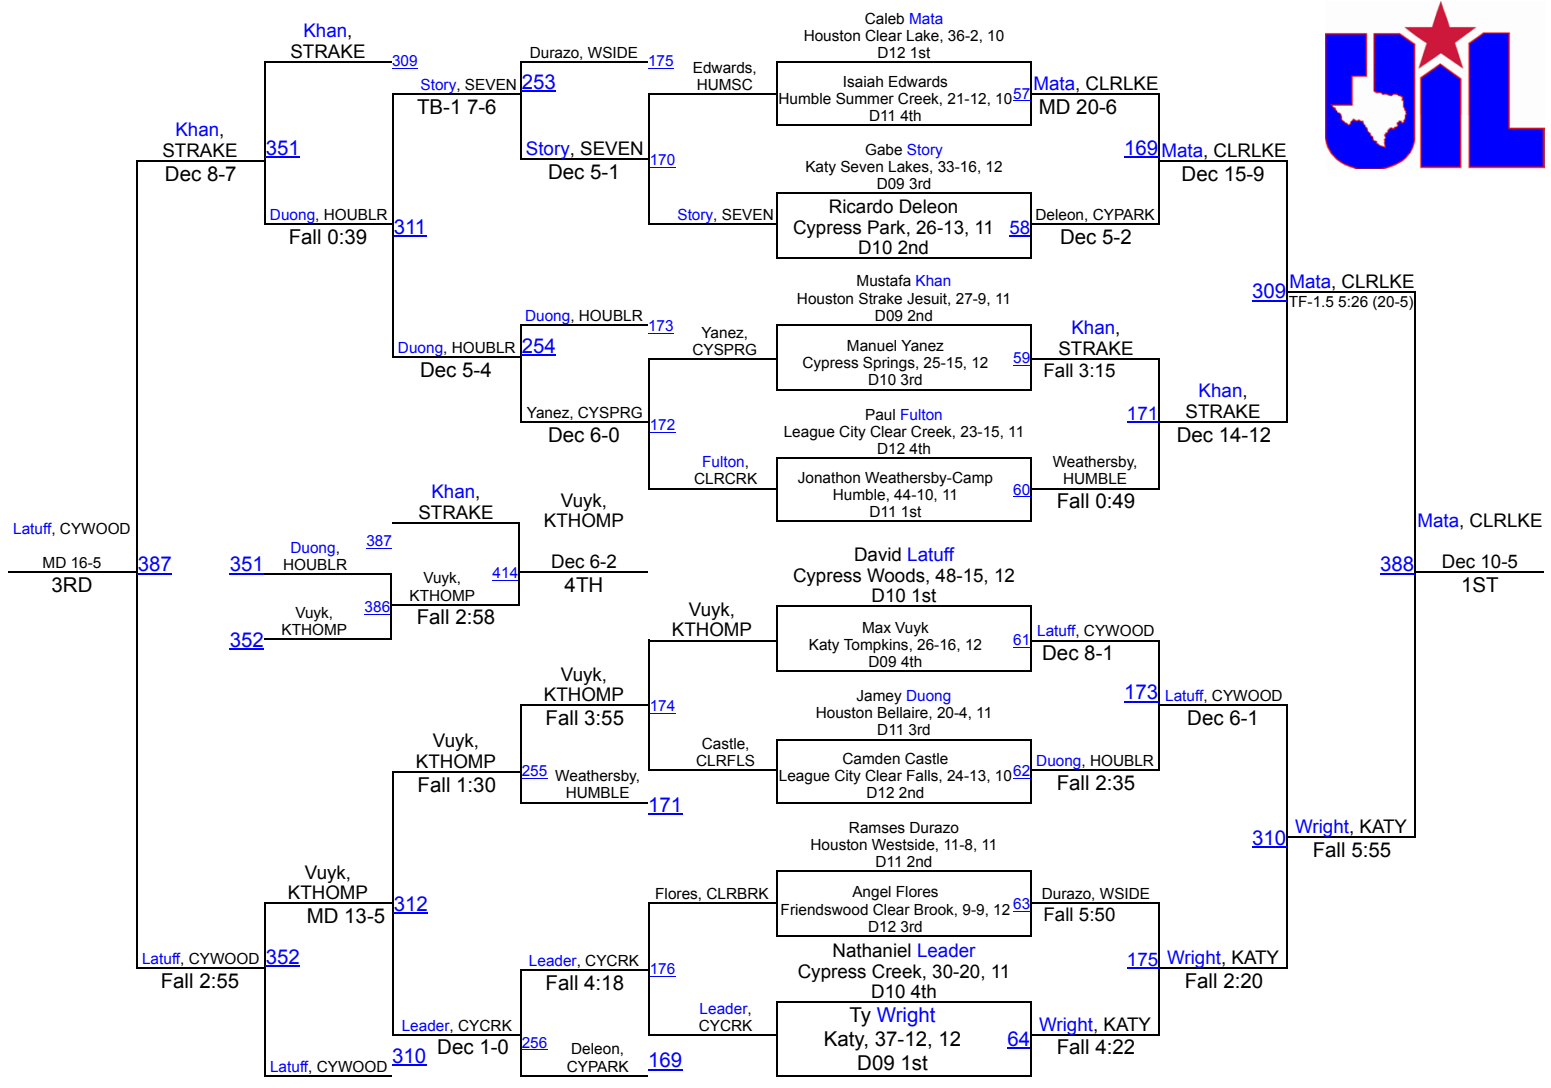 Khan,
STRAKE
309
Story, SEVEN
TB-1 7-6
Durazo, WSIDE
175
253
Edwards,
HUMSC
Caleb Mata
Houston Clear Lake, 36-2, 10
D12 1st
Isaiah Edwards
Humble Summer Creek, 21-12, 10
D11 4th
57
Mata, CLRLKE
MD 20-6
UIL
Khan,
STRAKE
Dec 8-7
351
Story, SEVEN
Dec 5-1
170
Gabe Story
Katy Seven Lakes, 33-16, 12
D09 3rd
169
Mata, CLRLKE
Dec 15-9
Duong, HOUBLR
Fall 0:39
311
Story, SEVEN
Ricardo Deleon
Cypress Park, 26-13, 11
D10 2nd
58
Deleon, CYPARK
Dec 5-2
Mustafa Khan
Houston Strake Jesuit, 27-9, 11
D09 2nd
309
Mata, CLRLKE
TF-1.5 5:26 (20-5)
Duong, HOUBLR
173
Duong, HOUBLR
Dec 5-4
254
Yanez,
CYSPRG
Manuel Yanez
Cypress Springs, 25-15, 12
D10 3rd
59
Khan,
STRAKE
Fall 3:15
Yanez, CYSPRG
Dec 6-0
172
Paul Fulton
League City Clear Creek, 23-15, 11
D12 4th
171
Khan,
STRAKE
Dec 14-12
Fulton,
CLRCRK
Jonathon Weathersby-Camp
Humble, 44-10, 11
D11 1st
60
Weathersby,
HUMBLE
Fall 0:49
Latuff, CYWOOD
MD 16-5
3RD
387
Khan,
STRAKE
387
351
Duong,
HOUBLR
352
Vuyk,
KTHOMP
386
Vuyk,
KTHOMP
Fall 2:58
414
Vuyk,
KTHOMP
Dec 6-2
4TH
David Latuff
Cypress Woods, 48-15, 12
D10 1st
388
Mata, CLRLKE
Dec 10-5
1ST
Vuyk,
KTHOMP
Max Vuyk
Katy Tompkins, 26-16, 12
D09 4th
61
Latuff, CYWOOD
Dec 8-1
Vuyk,
KTHOMP
Fall 3:55
174
Jamey Duong
Houston Bellaire, 20-4, 11
D11 3rd
173
Latuff, CYWOOD
Dec 6-1
Vuyk,
KTHOMP
Fall 1:30
255
Weathersby,
HUMBLE
171
Castle,
CLRFLS
Camden Castle
League City Clear Falls, 24-13, 10
D12 2nd
62
Duong, HOUBLR
Fall 2:35
Ramses Durazo
Houston Westside, 11-8, 11
D11 2nd
310
Wright, KATY
Fall 5:55
Vuyk,
KTHOMP
MD 13-5
312
Flores, CLRBRK
Angel Flores
Friendswood Clear Brook, 9-9, 12
D12 3rd
63
Durazo, WSIDE
Fall 5:50
Latuff, CYWOOD
Fall 2:55
352
Leader, CYCRK
Fall 4:18
176
Nathaniel Leader
Cypress Creek, 30-20, 11
D10 4th
175
Wright, KATY
Fall 2:20
Leader, CYCRK
Dec 1-0
256
Leader,
CYCRK
Ty Wright
Katy, 37-12, 12
D09 1st
64
Wright, KATY
Fall 4:22
Latuff, CYWOOD
310
Deleon,
CYPARK
169